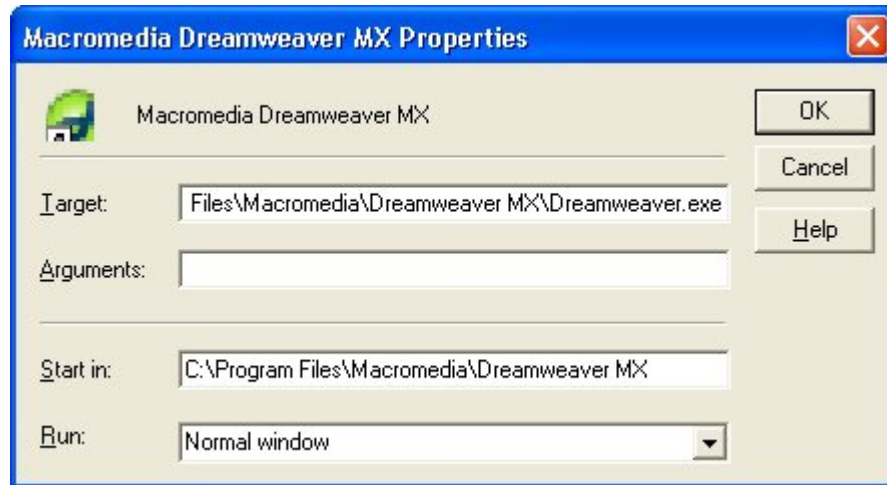 Macromedia Dreamweaver MX Properties
Macromedia Dreamweaver MX
OK
Cancel
Target: Files\Macromedia\Dreamweaver MX\Dreamweaver.exe
Help
Arguments:
Start in: C:\Program Files\Macromedia\Dreamweaver MX
Run: Normal window